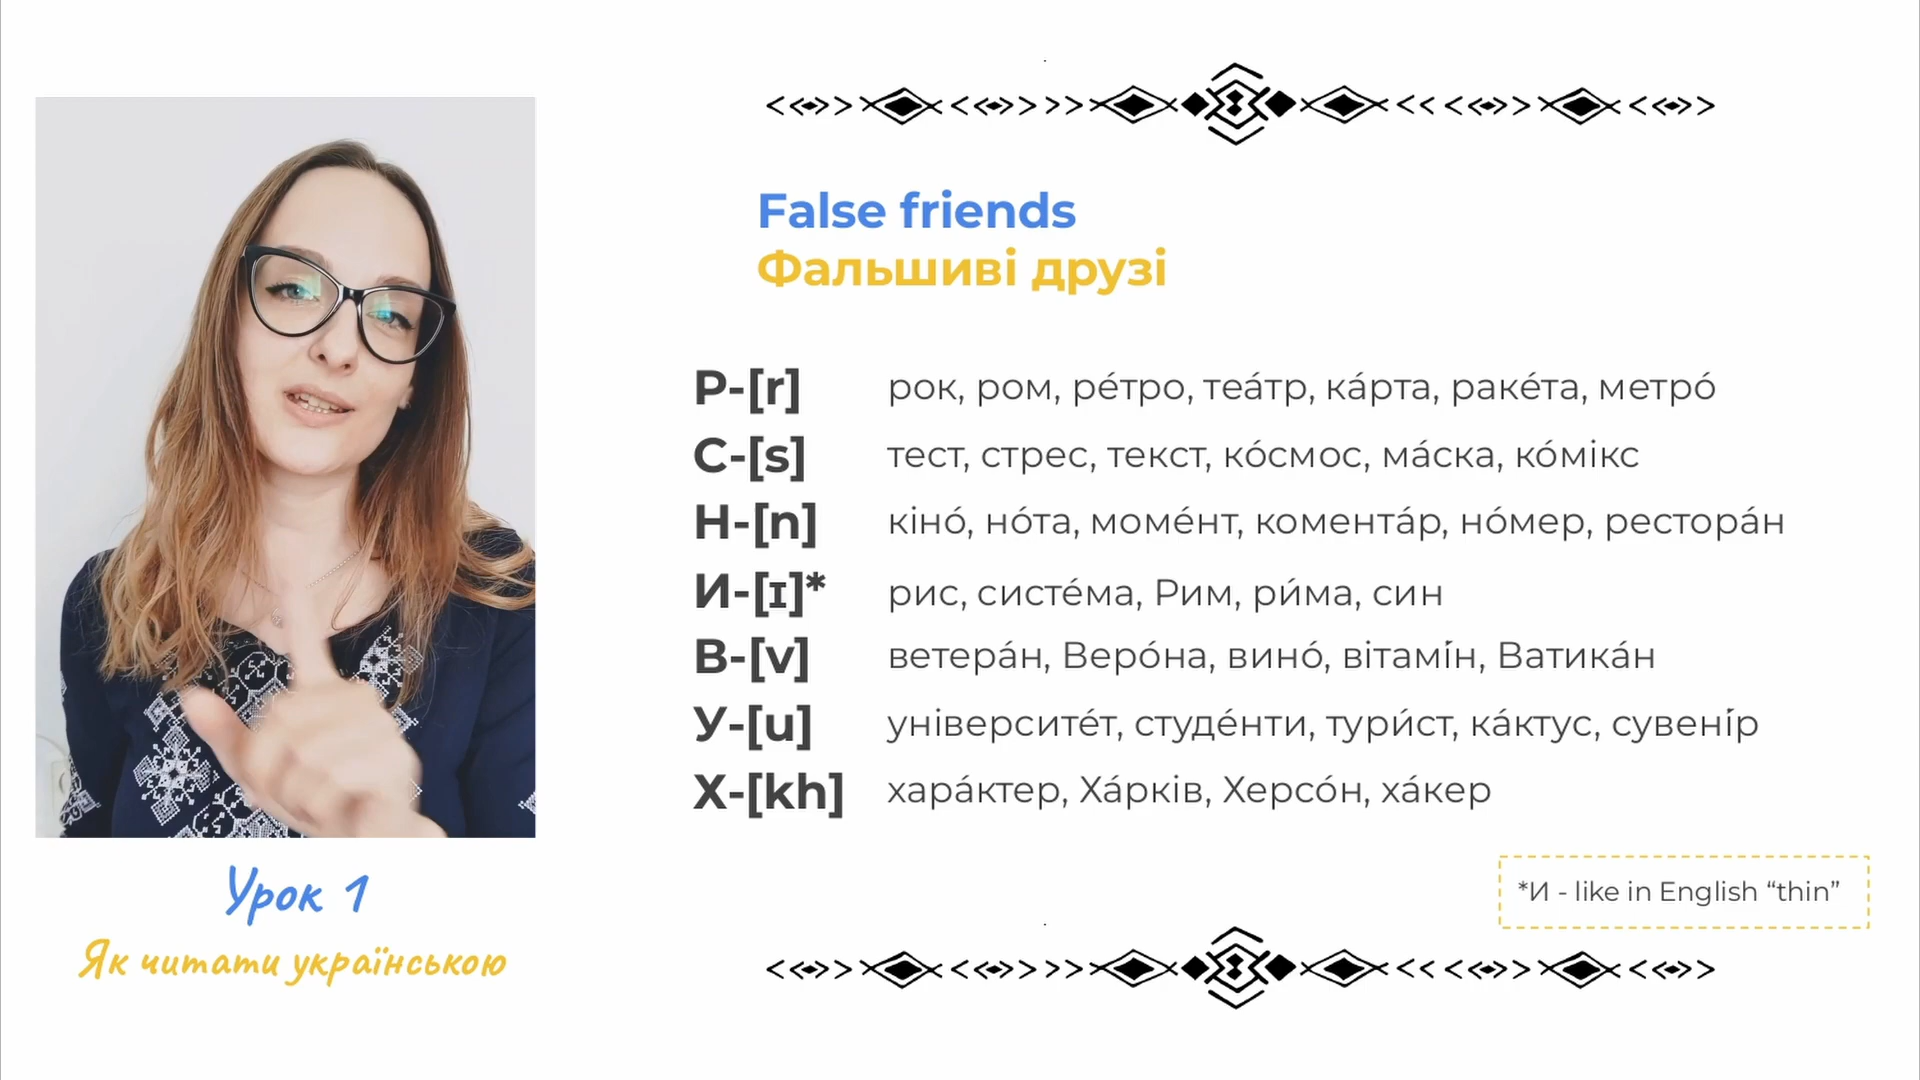 False friends
Фальшиві друзі
Р-[r] рок, ром, ре́тро, теа́тр, ка́рта, раке́та, метро́
С-[s] тест, стрес, текст, ко́смос, ма́ска, ко́мікс
Н-[n] кіно́, но́та, моме́нт, комента́р, но́мер, рестора́н
И-[ɪ]* рис, систе́ма, Рим, ри́ма, син
В-[v] ветера́н, Веро́на, вино́, вітамі́н, Ватика́н
У-[u] університе́т, студе́нти, тури́ст, ка́ктус, сувені́р
Х-[kh] хара́ктер, Ха́рків, Херсо́н, ха́кер
*И - like in English “thin”
Урок 1
Як читати українською